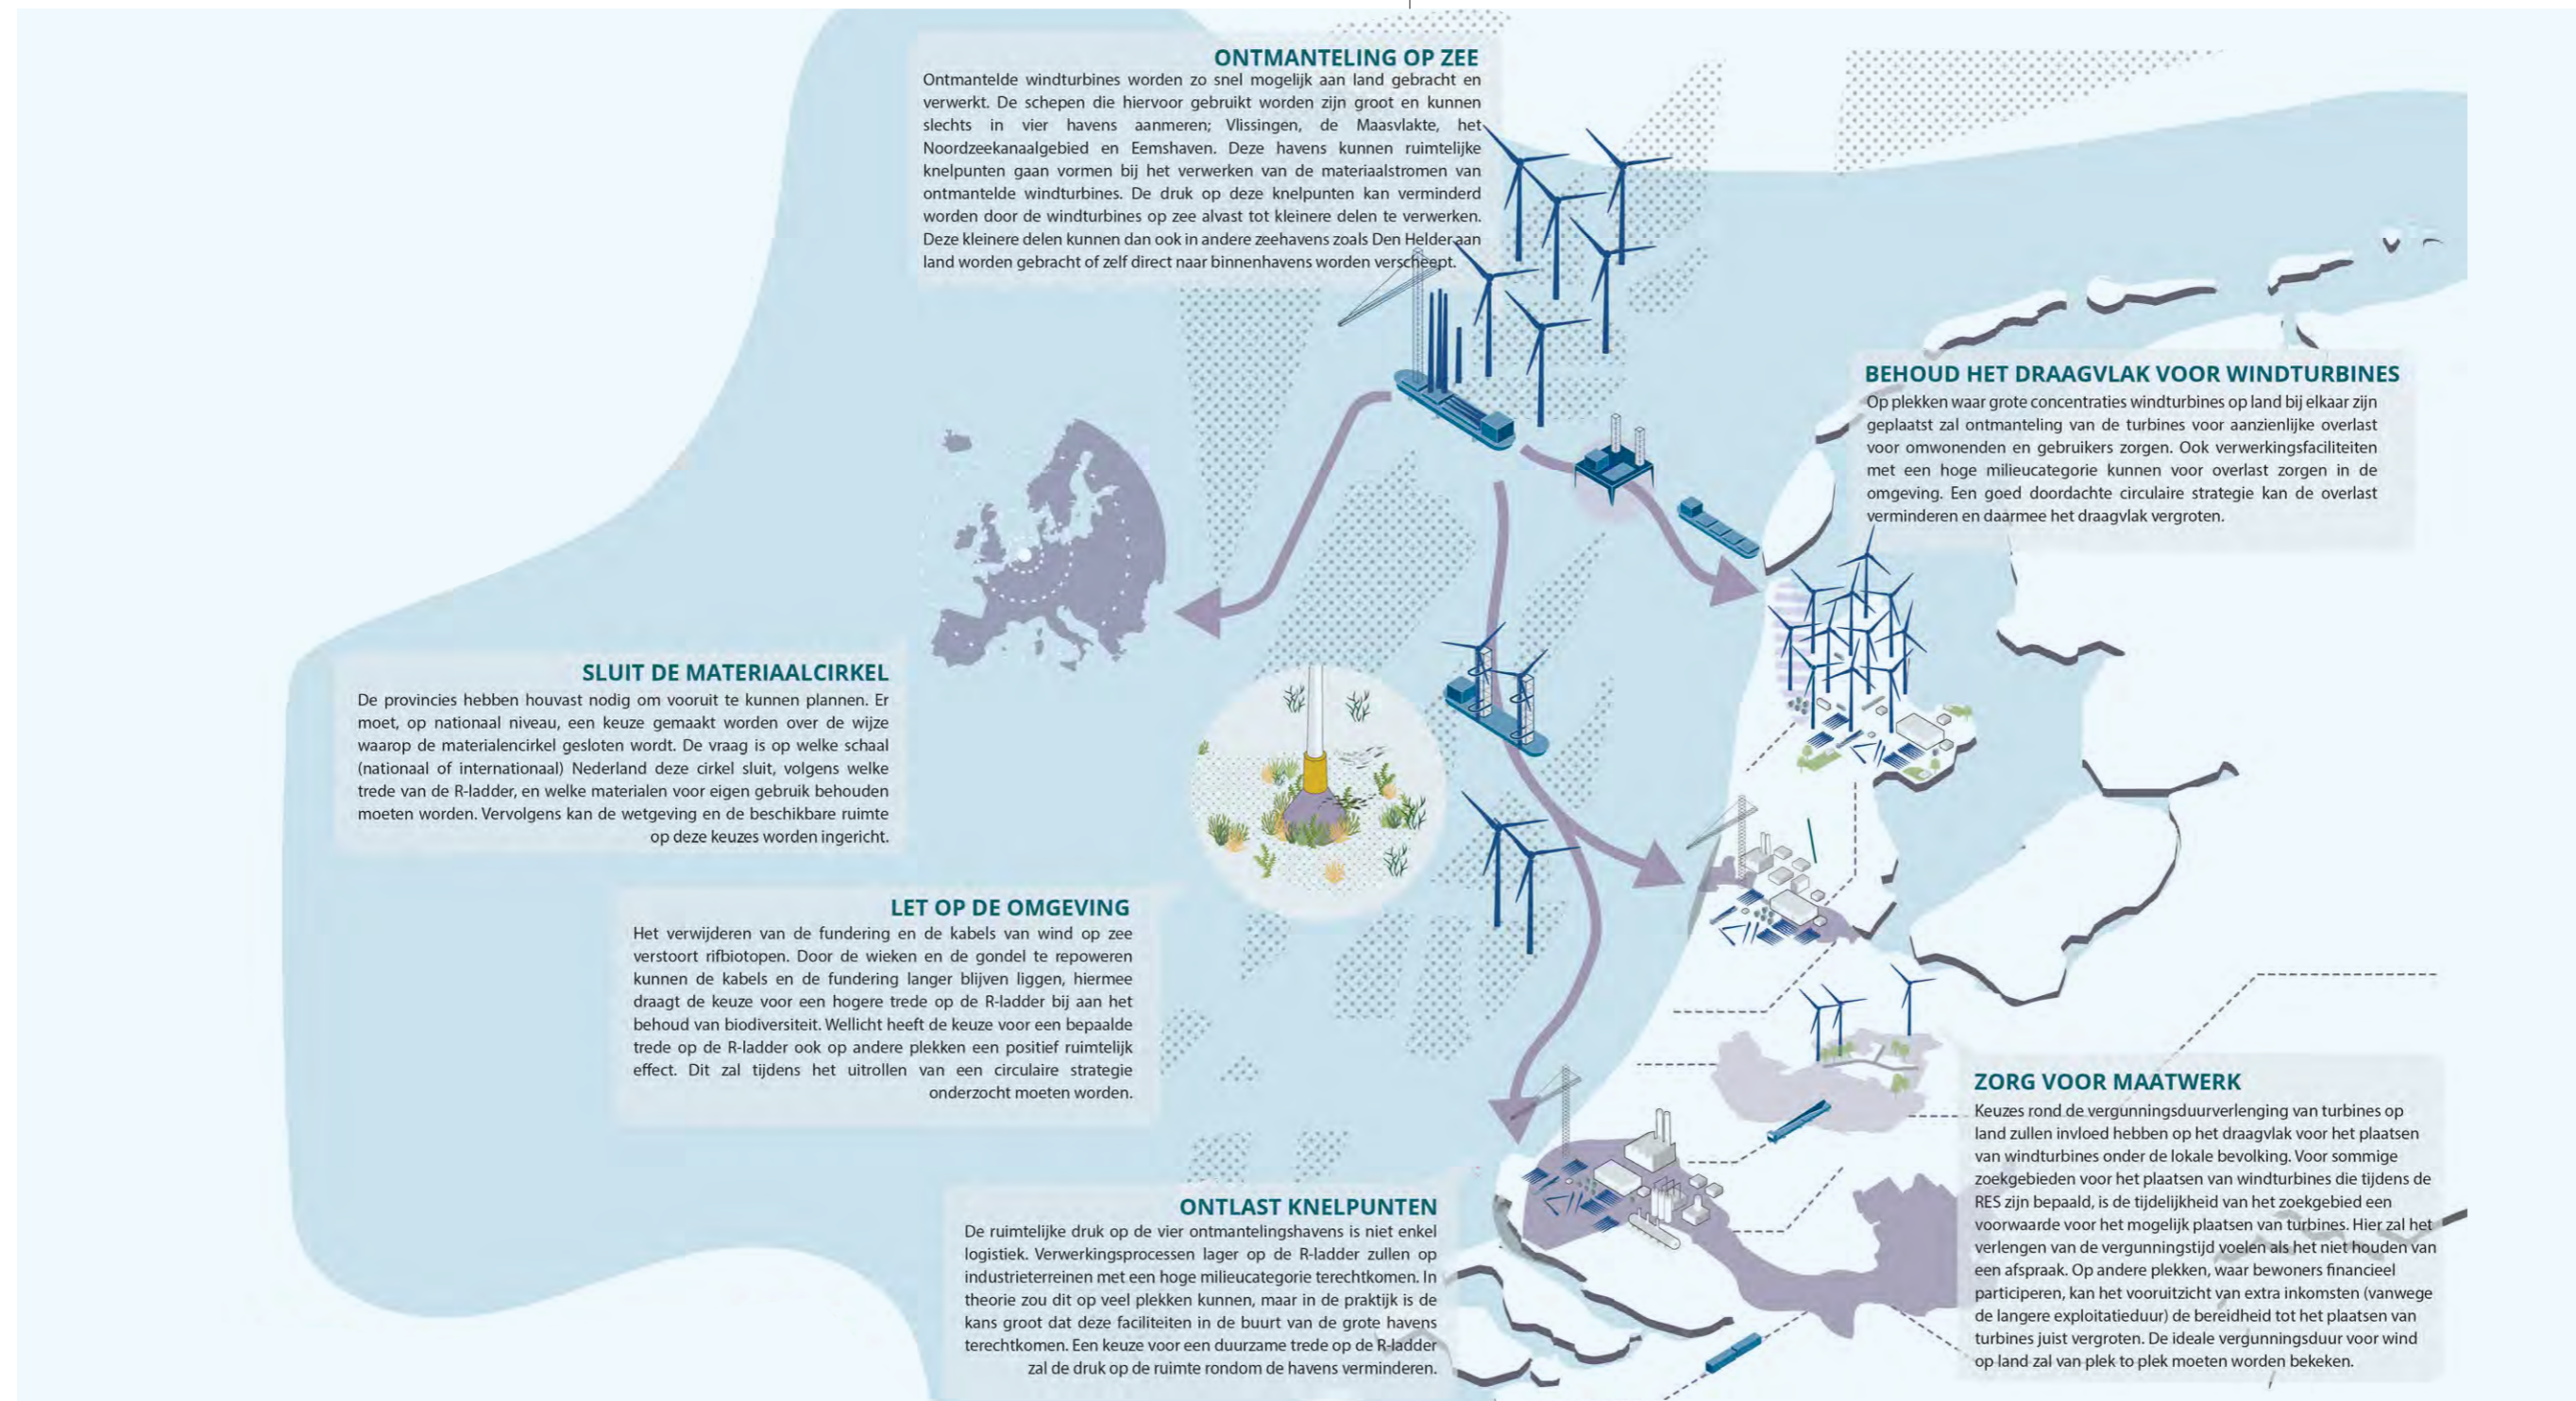 ONTMANTELING OP ZEE
Ontmantelde windturbines worden zo snel mogelijk aan land gebracht en
verwerkt. De schepen die hiervoor gebruikt worden zijn groot en kunnen
slechts in vier havens aanmeren; Vlissingen, de Maasvlakte, het
Noordzeekanaalgebied en Eemshaven. Deze havens kunnen ruimtelijke
knelpunten gaan vormen bij het verwerken van de materiaalstromen van
ontmantelde windturbines. De druk op deze knelpunten kan verminderd
worden door de windturbines op zee alvast tot kleinere delen te verwerken.
Deze kleinere delen kunnen dan ook in andere zeehavens zoals Den Helder aan
land worden gebracht of zelf direct naar binnenhavens worden verscheept.
BEHOUD HET DRAAGVLAK VOOR WINDTURBINES
Op plekken waar grote concentraties windturbines op land bij elkaar zijn
geplaatst zal ontmanteling van de turbines voor aanzienlijke overlast
voor omwonenden en gebruikers zorgen. Ook verwerkingsfaciliteiten
met een hoge milieucategorie kunnen voor overlast zorgen in de
omgeving. Een goed doordachte circulaire strategie kan de overlast
verminderen en daarmee het draagvlak vergroten.
SLUIT DE MATERIAALCIRKEL
De provincies hebben houvast nodig om vooruit te kunnen plannen. Er
moet, op nationaal niveau, een keuze gemaakt worden over de wijze
waarop de materialencirkel gesloten wordt. De vraag is op welke schaal
(nationaal of internationaal) Nederland deze cirkel sluit, volgens welke
trede van de R-ladder, en welke materialen voor eigen gebruik behouden
moeten worden. Vervolgens kan de wetgeving en de beschikbare ruimte
op deze keuzes worden ingericht.
LET OP DE OMGEVING
Het verwijderen van de fundering en de kabels van wind op zee
verstoort rifbiotopen. Door de wieken en de gondel te repoweren
kunnen de kabels en de fundering langer blijven liggen, hiermee
draagt de keuze voor een hogere trede op de R-ladder bij aan het
behoud van biodiversiteit. Wellicht heeft de keuze voor een bepaalde
trede op de R-ladder ook op andere plekken een positief ruimtelijk
effect. Dit zal tijdens het uitrollen van een circulaire strategie
onderzocht moeten worden.
ZORG VOOR MAATWERK
Keuzes rond de vergunningsduurverlenging van turbines op
land zullen invloed hebben op het draagvlak voor het plaatsen
van windturbines onder de lokale bevolking. Voor sommige
zoekgebieden voor het plaatsen van windturbines die tijdens de
RES zijn bepaald, is de tijdelijkheid van het zoekgebied een
voorwaarde voor het mogelijk plaatsen van turbines. Hier zal het
verlengen van de vergunningstijd voelen als het niet houden van
een afspraak. Op andere plekken, waar bewoners financieel
participeren, kan het vooruitzicht van extra inkomsten (vanwege
de langere exploitatieduur) de bereidheid tot het plaatsen van
turbines juist vergroten. De ideale vergunningsduur voor wind
op land zal van plek to plek moeten worden bekeken.
ONTLAST KNELPUNTEN
De ruimtelijke druk op de vier ontmantelingshavens is niet enkel
logistiek. Verwerkingsprocessen lager op de R-ladder zullen op
industrieterreinen met een hoge milieucategorie terechtkomen. In
theorie zou dit op veel plekken kunnen, maar in de praktijk is de
kans groot dat deze faciliteiten in de buurt van de grote havens
terechtkomen. Een keuze voor een duurzame trede op de R-ladder
zal de druk op de ruimte rondom de havens verminderen.